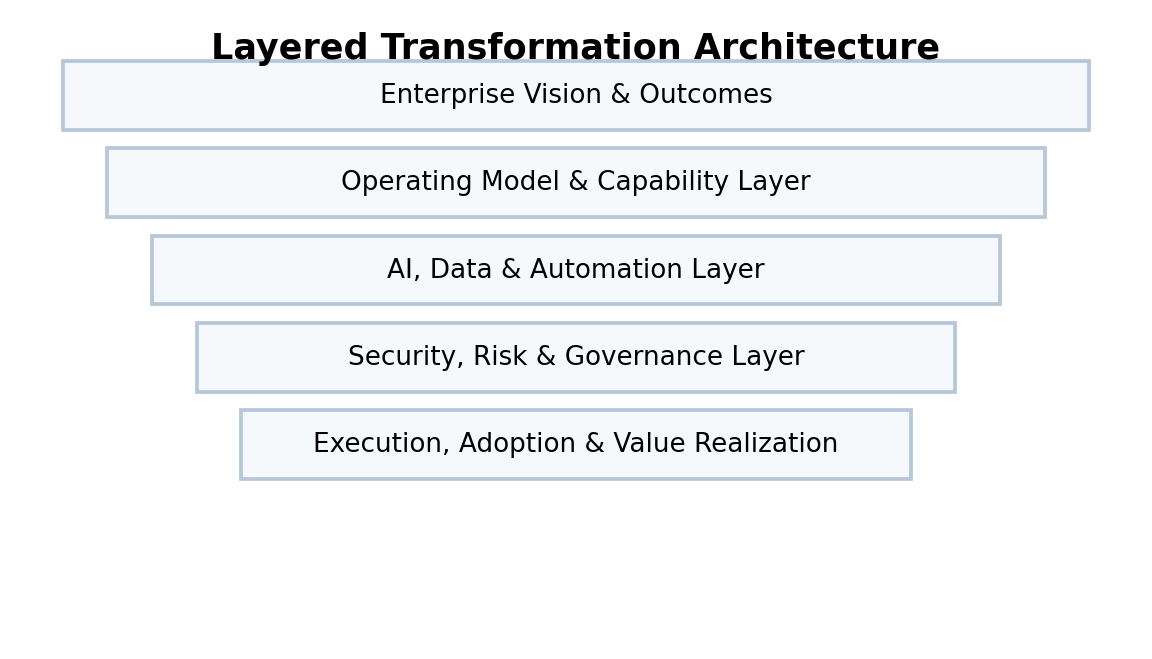 Layered Transformation Architecture
Enterprise Vision & Outcomes
Operating Model & Capability Layer
AI, Data & Automation Layer
Security, Risk & Governance Layer
Execution, Adoption & Value Realization